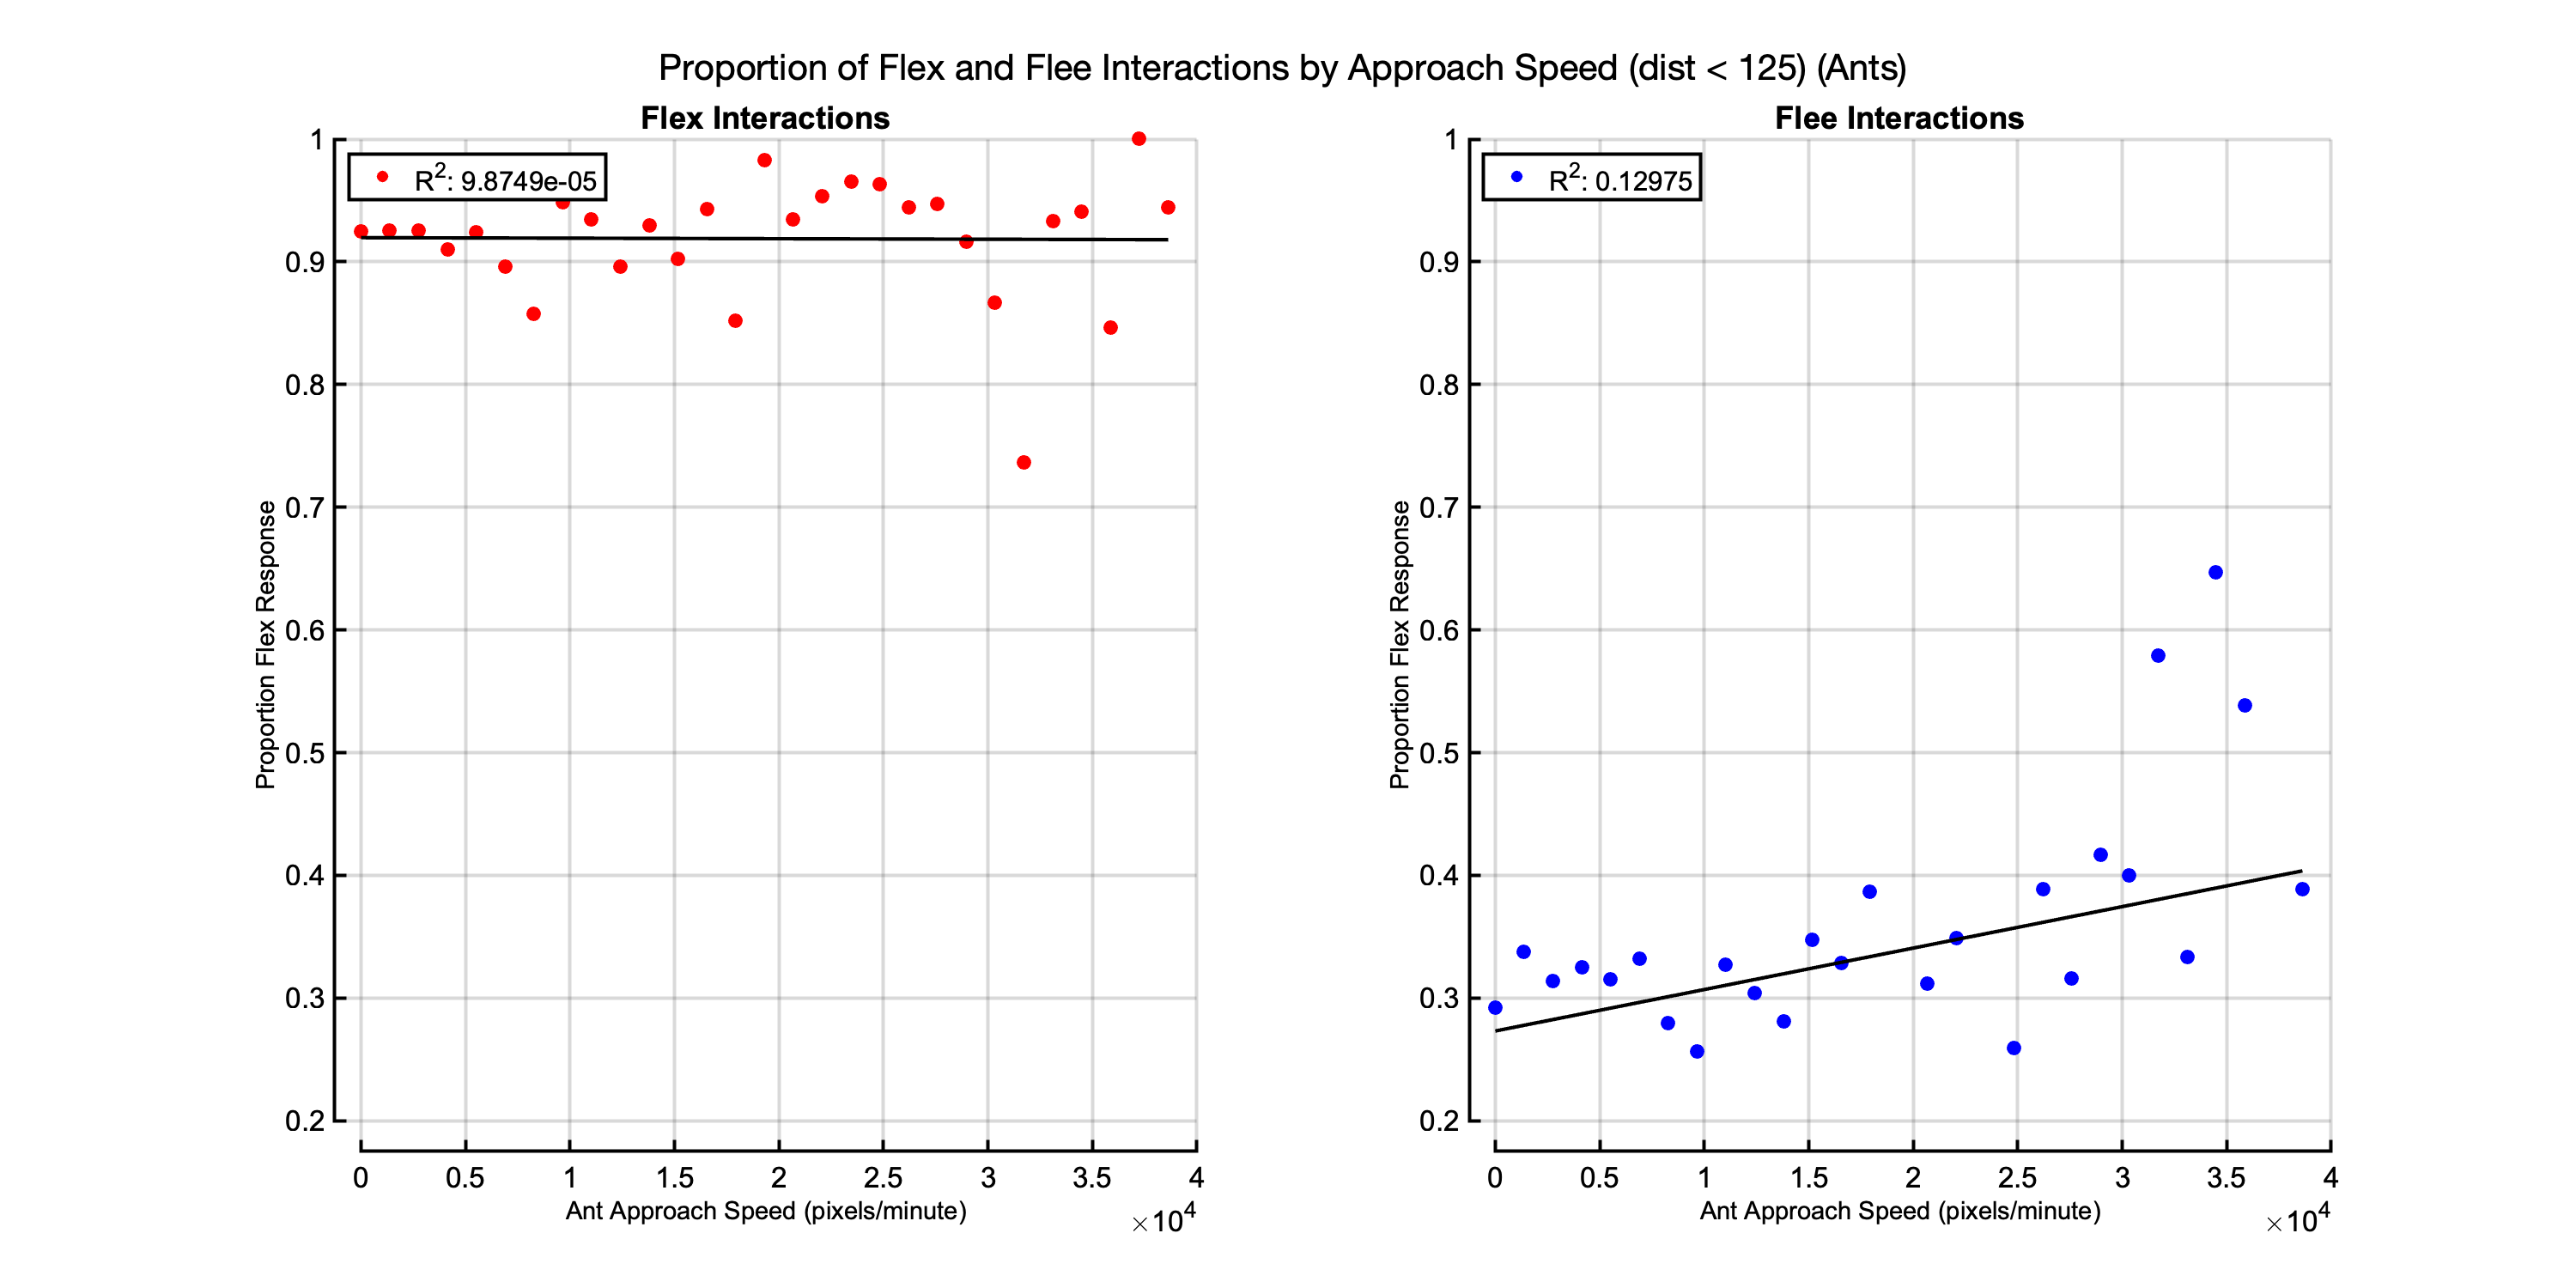 Proportion of Flex and Flee Interactions by Approach Speed (dist < 125) (Ants)
Flex Interactions
R²: 9.8749e-05
1
0.9
0.8
0.7
0.6
0.5
0.4
0.3
0.2
Proportion Flex Response
0 0.5 1 1.5 2 2.5 3 3.5 4
Ant Approach Speed (pixels/minute)
×10⁴
Flee Interactions
R²: 0.12975
1
0.9
0.8
0.7
0.6
0.5
0.4
0.3
0.2
Proportion Flex Response
0 0.5 1 1.5 2 2.5 3 3.5 4
Ant Approach Speed (pixels/minute)
×10⁴